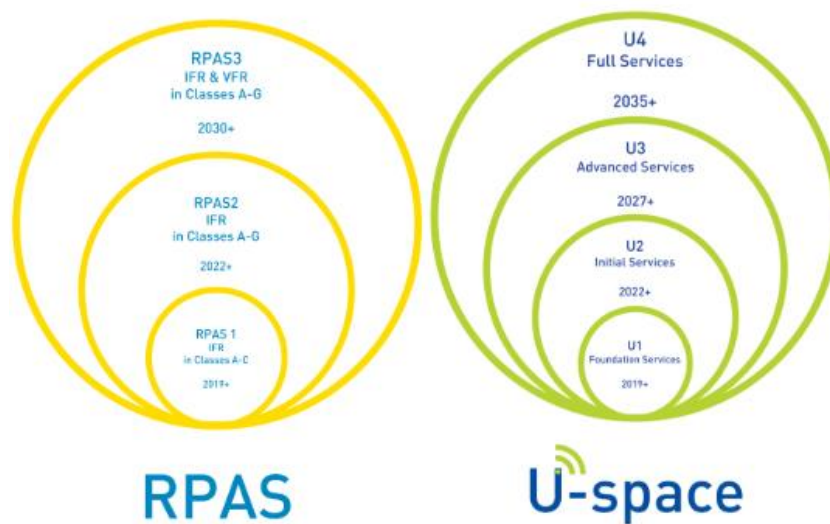 RPAS3
IFR & VFR
in Classes A-G
2030+
RPAS2
IFR
in Classes A-G
2022+
RPAS 1
IFR
in Classes A-C
2019+
RPAS
U4
Full Services
2035+
U3
Advanced Services
2027+
U2
Initial Services
2022+
U1
Foundation Services
2019+
U-space